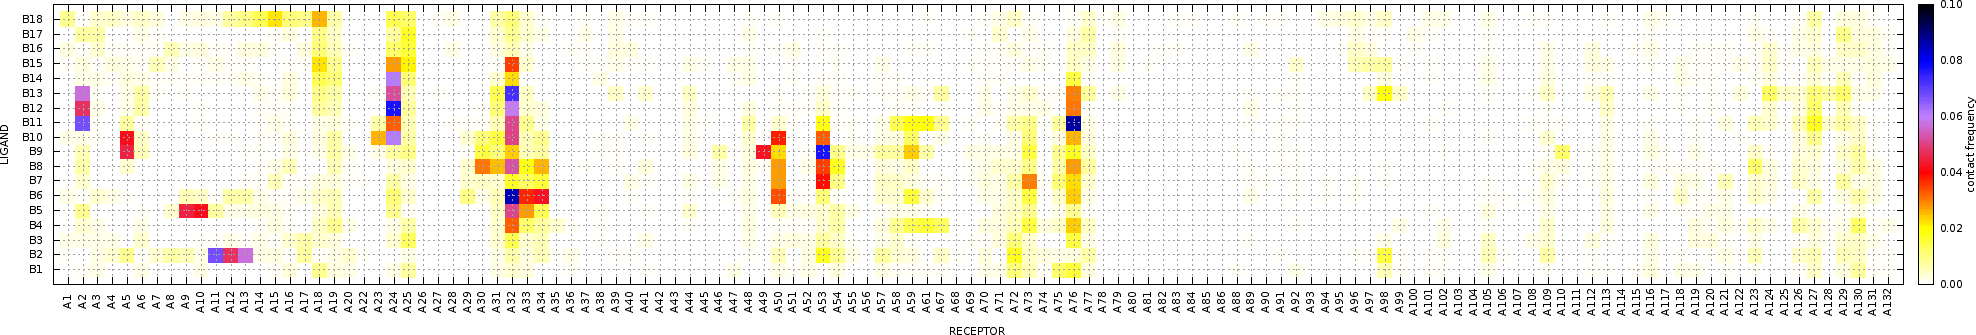 B18
B17
B16
B15
B14
B13
B12
B11
B10
B9
B8
B7
B6
B5
B4
B3
B2
B1
LIGAND
A1 A2 A3 A4 A5 A6 A7 A8 A9 A10 A11 A12 A13 A14 A15 A16 A17 A18 A19 A20 A22 A23 A24 A25 A26 A27 A28 A29 A30 A31 A32 A33 A34 A35 A36 A37 A38 A39 A40 A41 A42 A43 A44 A45 A46 A47 A48 A49 A50 A51 A52 A53 A54 A55 A56 A57 A58 A59 A61 A67 A68 A69 A70 A71 A72 A73 A74 A75 A76 A77 A78 A79 A80 A81 A82 A83 A84 A85 A86 A88 A89 A90 A91 A92 A93 A94 A95 A96 A97 A98 A99 A100 A101 A102 A103 A104 A105 A106 A107 A108 A109 A110 A111 A112 A113 A114 A115 A116 A117 A118 A119 A120 A121 A122 A123 A124 A125 A126 A127 A128 A129 A130 A131 A132
RECEPTOR
0.10
0.08
0.06
0.04
0.02
0.00
contact frequency